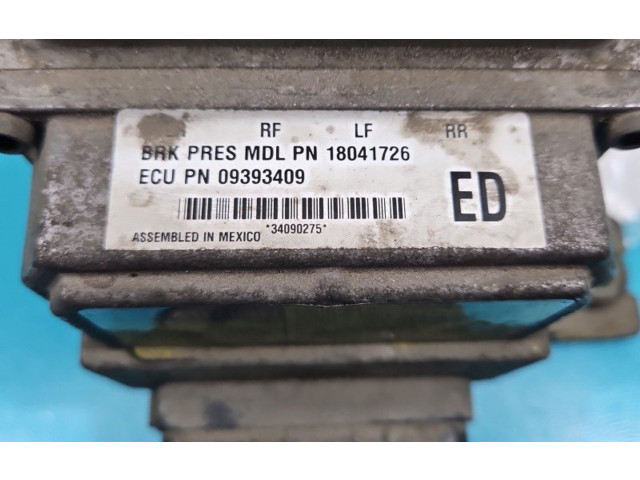 RF LF RR
BRK PRES MDL PN 18041726
ECU PN 09393409
ED
*34090275*
ASSEMBLED IN MEXICO